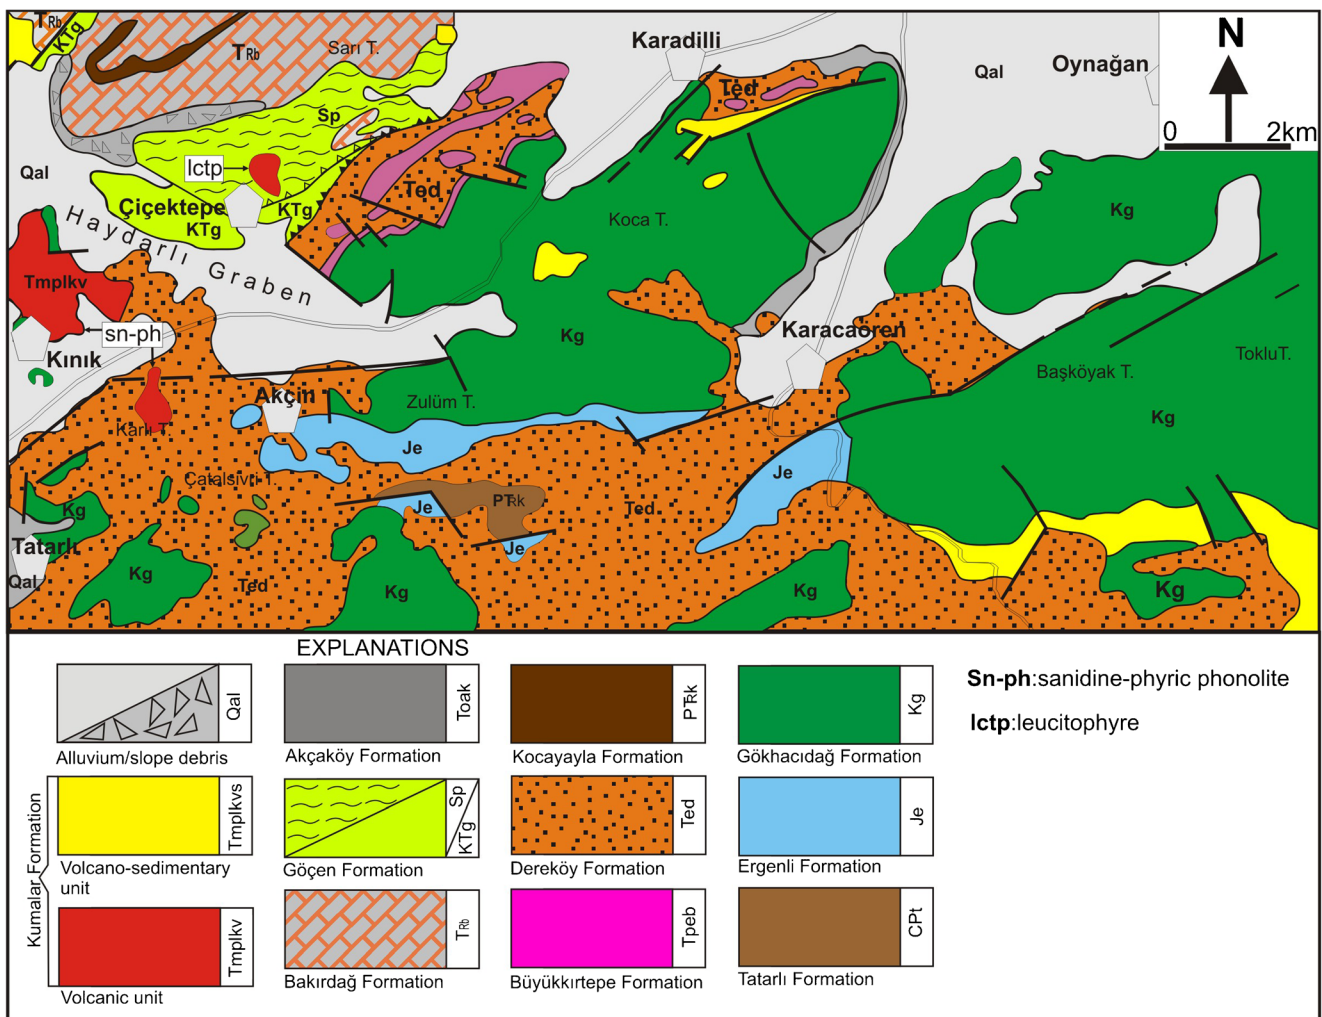 TRb
KTg
TRb
Sarı T.
Karadilli
Qal
Oynağan
N
0 2km
Ted
Sp
lctp
Qal
Ted
Çiçektepe
KTg
KTg
Koca T.
Kg
Haydarlı Graben
Tmplkv
sn-ph
Kınık
Kg
Karacaören
Başköyak T.
TokluT.
Akçin
Zulüm T.
Karlı T.
Je
Je
Kg
Çatalsivri T.
Je
PTRk
Ted
Kg
Je
Tatarlı
Qal
Kg
Ted
Kg
Kg
Kg
EXPLANATIONS
Qal
Alluvium/slope debris
Toak
Akçaköy Formation
PTRk
Kocayayla Formation
Kg
Gökhacıdağ Formation
Sn-ph:sanidine-phyric phonolite
lctp:leucitophyre
Kumalar Formation
Tmplkvs
Volcano-sedimentary
unit
Sp
KTg
Göçen Formation
Ted
Dereköy Formation
Je
Ergenli Formation
Tmplkv
Volcanic unit
TRb
Bakırdağ Formation
Tpeb
Büyükkırtepe Formation
CPt
Tatarlı Formation